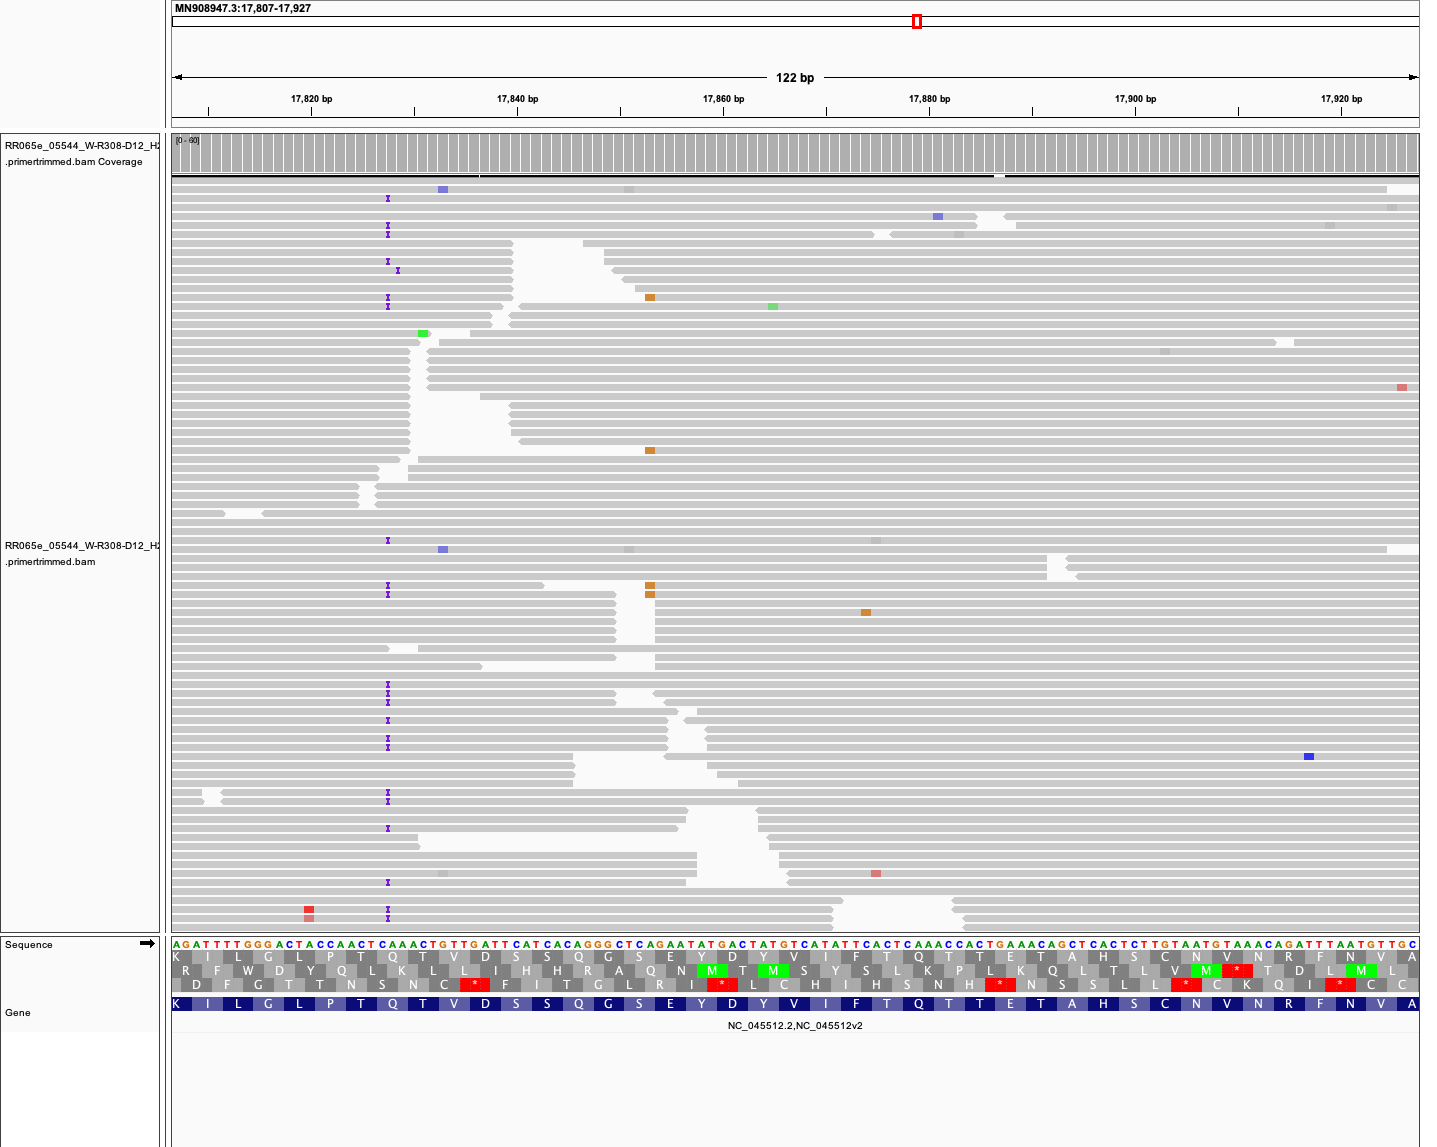 MN908947.3:17,807-17,927
122 bp
17,820 bp 17,840 bp 17,860 bp 17,880 bp 17,900 bp 17,920 bp
RR065e_05544_W-R308-D12_H
.primertrimmed.bam Coverage
[0 - 60]
RR065e_05544_W-R308-D12_H
.primertrimmed.bam
Sequence
AGATTTTGGGACTACCAACTCAAACTGTTGATTCATCACAGGGCTCAGAATATGACTATGTCATATTCACTCAAACCACTGAAACAGCTCACTCTTGTAATGTAAACAGATTTAATGTTGC
K I L G L P T Q T V D S S Q G S E Y D Y V I F T Q T T E T A H S C N V N R F N V A
R F W D Y Q L K L L I H H R A Q N M T M S Y S L K P L K Q L T L V M * T D L M L
D F G T T N S N C * F I T G L R I * L C H I H S N H * N S S L L * C K Q I * C C
Gene
K I L G L P T Q T V D S S Q G S E Y D Y V I F T Q T T E T A H S C N V N R F N V A
NC_045512.2,NC_045512v2